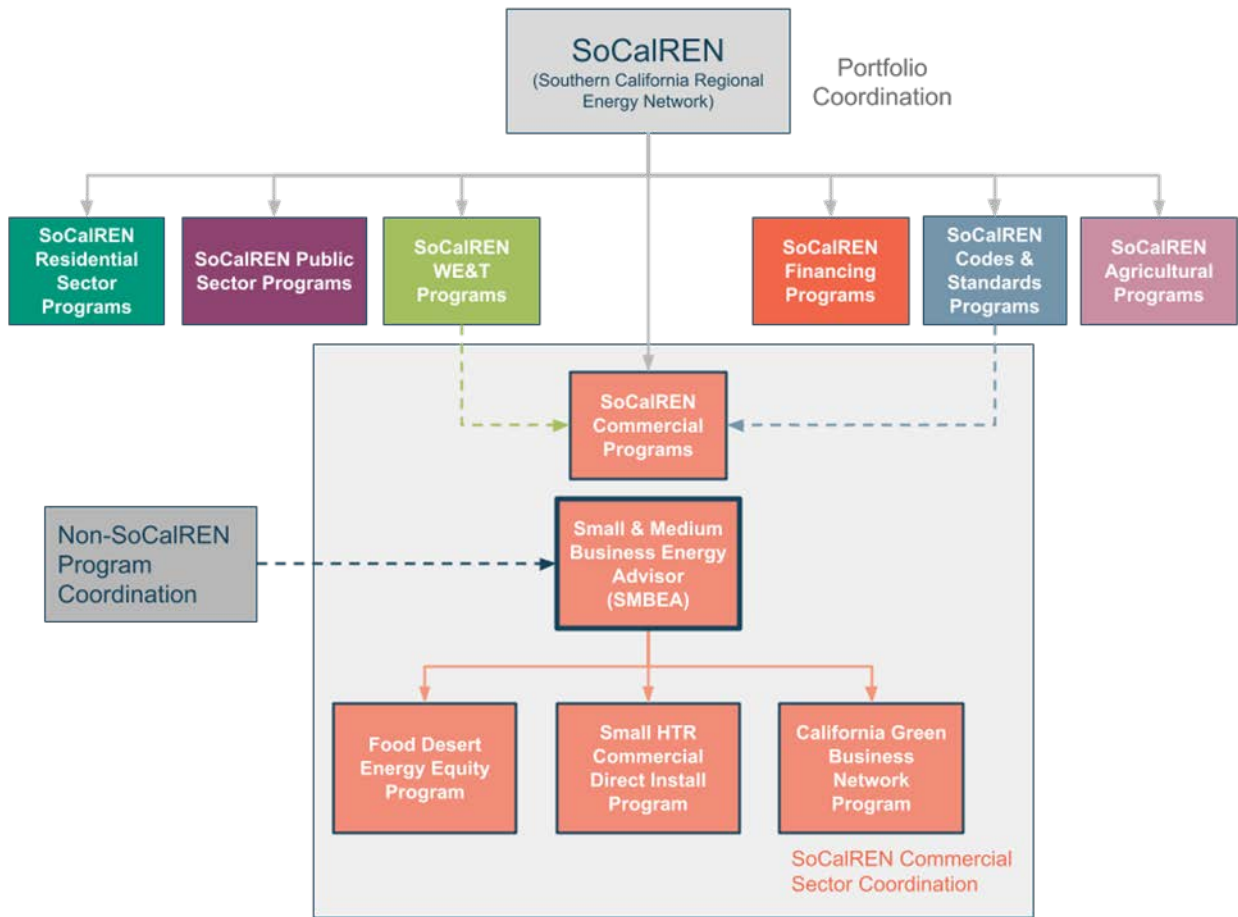 SoCalREN
(Southern California Regional
Energy Network)
Portfolio
Coordination
SoCalREN
Residential
Sector
Programs
SoCalREN Public
Sector Programs
SoCalREN
WE&T
Programs
SoCalREN
Financing
Programs
SoCalREN
Codes &
Standards
Programs
SoCalREN
Agricultural
Programs
SoCalREN
Commercial
Programs
Non-SoCalREN
Program
Coordination
Small & Medium
Business Energy
Advisor
(SMBEA)
Food Desert
Energy Equity
Program
Small HTR
Commercial
Direct Install
Program
California Green
Business
Network
Program
SoCalREN Commercial
Sector Coordination